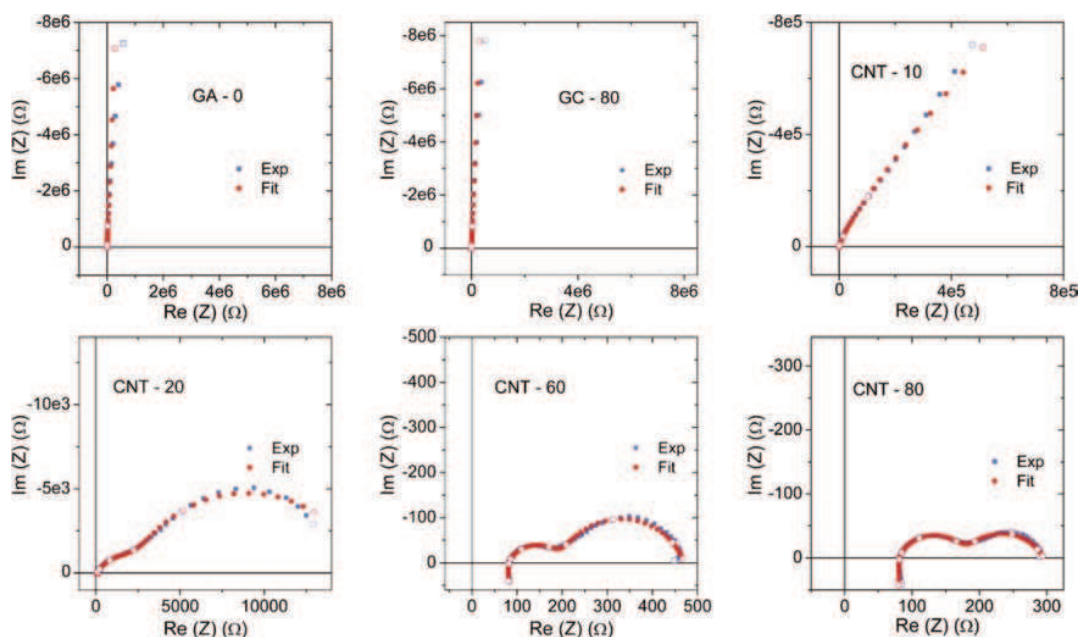 -8e6
-6e6
-4e6
-2e6
0
Im (Z) (Ω)
GA - 0
Exp
Fit
0 2e6 4e6 6e6 8e6
Re (Z) (Ω)
-8e6
-6e6
-4e6
-2e6
0
Im (Z) (Ω)
GC - 80
Exp
Fit
0 4e6 8e6
Re (Z) (Ω)
-8e5
-4e5
0
Im (Z) (Ω)
CNT - 10
Exp
Fit
0 4e5 8e5
Re (Z) (Ω)
-10e3
-5e3
0
Im (Z) (Ω)
CNT - 20
Exp
Fit
0 5000 10000
Re (Z) (Ω)
-500
-400
-300
-200
-100
0
Im (Z) (Ω)
CNT - 60
Exp
Fit
0 100 200 300 400 500
Re (Z) (Ω)
-300
-200
-100
0
Im (Z) (Ω)
CNT - 80
Exp
Fit
0 100 200 300
Re (Z) (Ω)